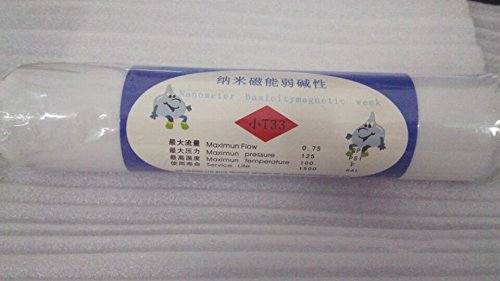 纳米磁能弱碱性
Nanometer basicitymagnetic weak
小T33
最大流量 Maximun Flow 0.75
最大压力 Maximun pressure 125 PSI
最高温度 Maximun Temperature 100 F
使用寿命 Service Life 1500 GAL